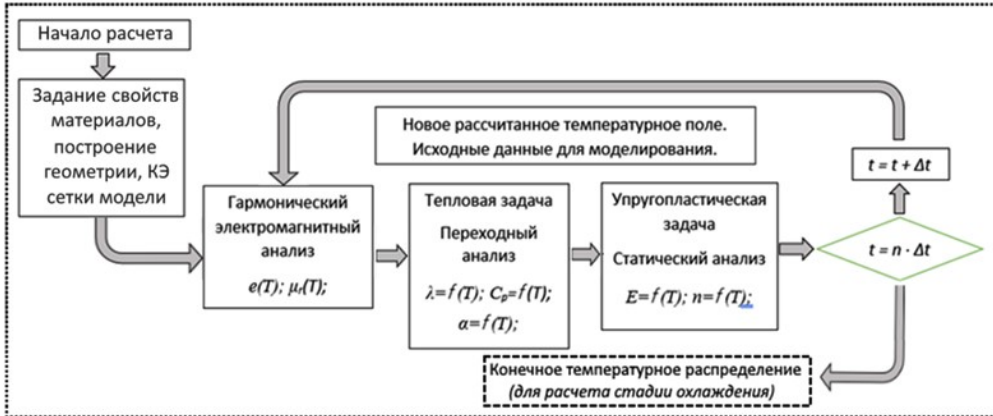 Начало расчета
Задание свойств
материалов,
построение
геометрии, КЭ
сетки модели
Новое рассчитанное температурное поле.
Исходные данные для моделирования.
Гармонический
электромагнитный
анализ
e(T); μr(T);
Тепловая задача
Переходный
анализ
λ=f(T); Cp=f(T);
α=f(T);
Упругопластическая
задача
Статический анализ
E=f(T); n=f(T);
t = t + Δt
t = n · Δt
Конечное температурное распределение
(для расчета стадии охлаждения)